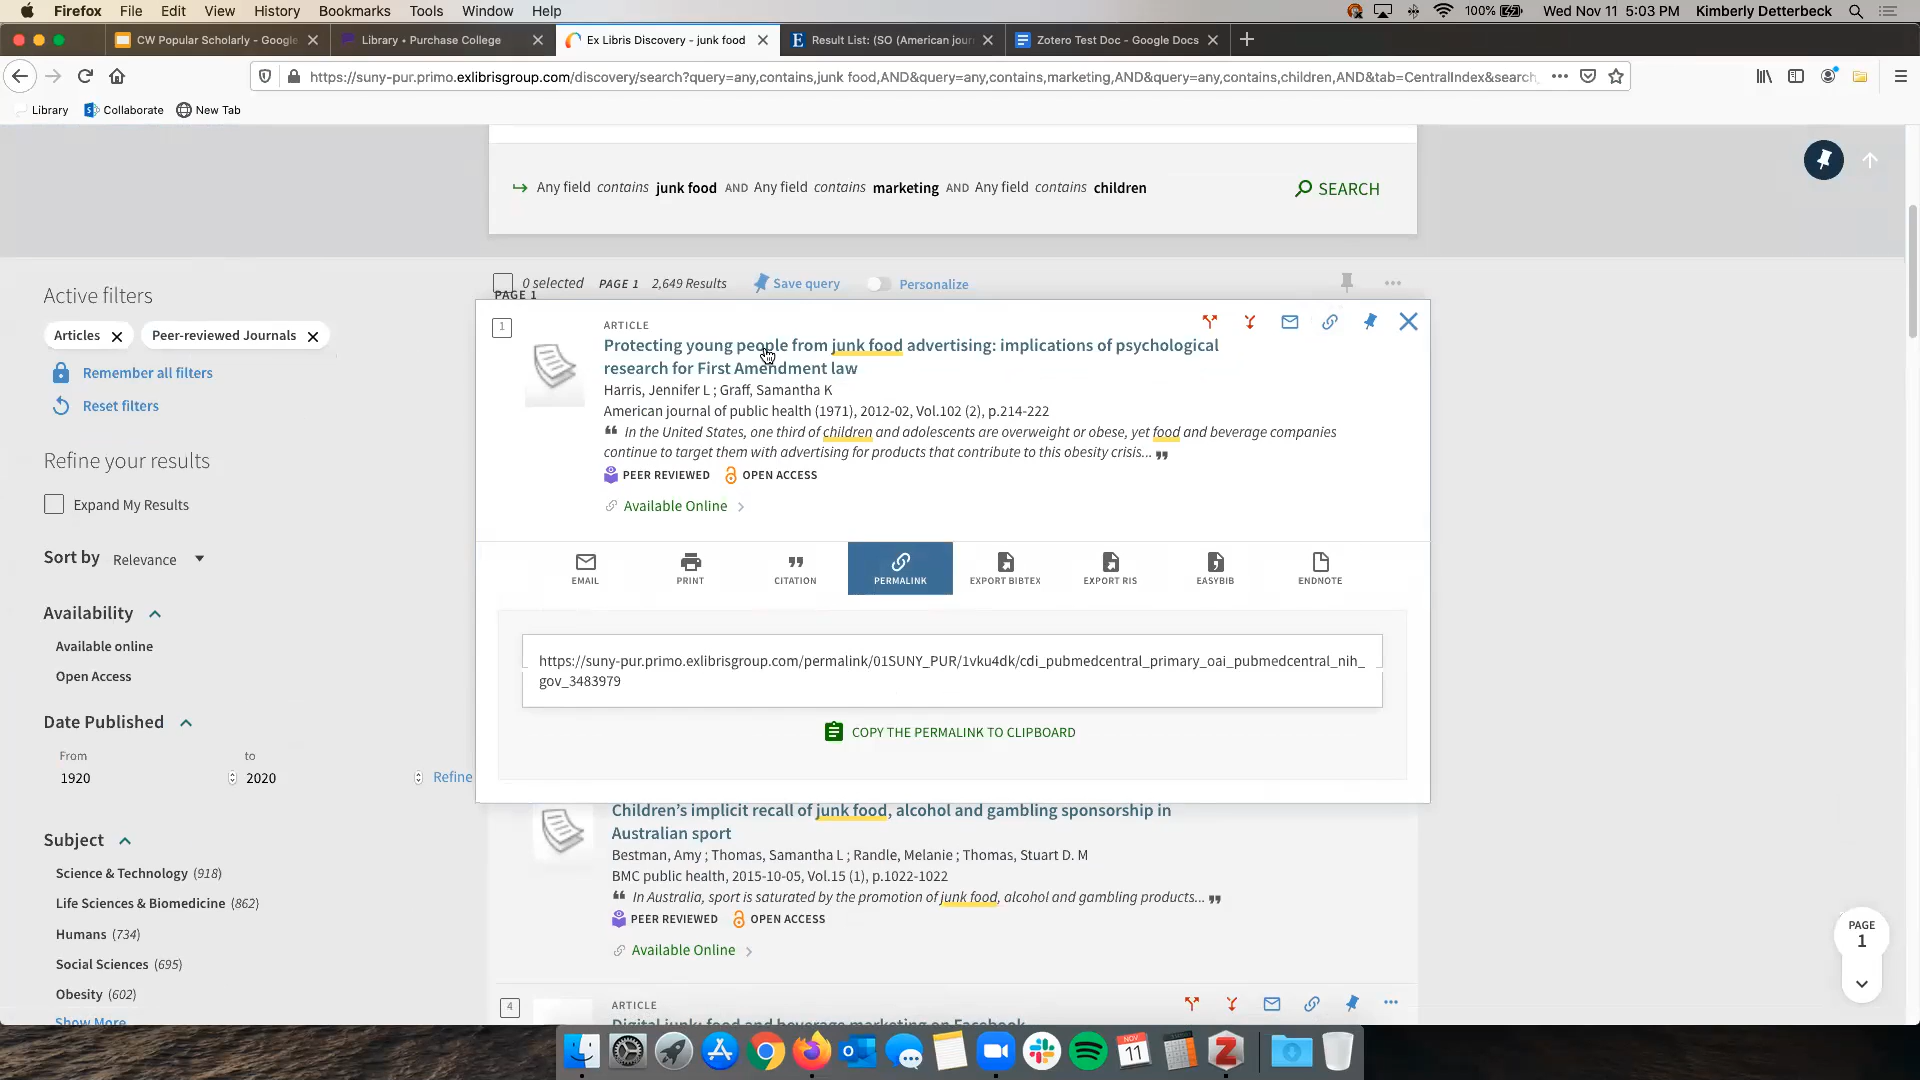 Firefox File Edit View History Bookmarks Tools Window Help 100% Wed Nov 11 5:03 PM Kimberly Detterbeck
CW Popular Scholarly - Google Library • Purchase College Ex Libris Discovery - junk food Result List: (SO (American jour Zotero Test Doc - Google Docs
https://suny-pur.primo.exlibrisgroup.com/discovery/search?query=any,contains,junk food,AND&query=any,contains,marketing,AND&query=any,contains,children,AND&tab=CentralIndex&search_
Library Collaborate New Tab
Any field contains junk food AND Any field contains marketing AND Any field contains children SEARCH
Active filters
Articles Peer-reviewed Journals
Remember all filters
Reset filters
Refine your results
Expand My Results
Sort by Relevance
Availability
Available online
Open Access
Date Published
From to
1920 2020 Refine
Subject
Science & Technology (918)
Life Sciences & Biomedicine (862)
Humans (734)
Social Sciences (695)
Obesity (602)
Show More
0 selected PAGE 1 2,649 Results Save query Personalize
PAGE 1
1 ARTICLE
Protecting young people from junk food advertising: implications of psychological
research for First Amendment law
Harris, Jennifer L ; Graff, Samantha K
American journal of public health (1971), 2012-02, Vol.102 (2), p.214-222
❝ In the United States, one third of children and adolescents are overweight or obese, yet food and beverage companies
continue to target them with advertising for products that contribute to this obesity crisis... ❞
PEER REVIEWED OPEN ACCESS
Available Online
EMAIL PRINT CITATION PERMALINK EXPORT BIBTEX EXPORT RIS EASYBIB ENDNOTE
https://suny-pur.primo.exlibrisgroup.com/permalink/01SUNY_PUR/1vku4dk/cdi_pubmedcentral_primary_oai_pubmedcentral_nih_
gov_3483979
COPY THE PERMALINK TO CLIPBOARD
Children's implicit recall of junk food, alcohol and gambling sponsorship in
Australian sport
Bestman, Amy ; Thomas, Samantha L ; Randle, Melanie ; Thomas, Stuart D. M
BMC public health, 2015-10-05, Vol.15 (1), p.1022-1022
❝ In Australia, sport is saturated by the promotion of junk food, alcohol and gambling products... ❞
PEER REVIEWED OPEN ACCESS
Available Online
4 ARTICLE
Digital junk: food and beverage marketing on Facebook
PAGE
1
NOV
11